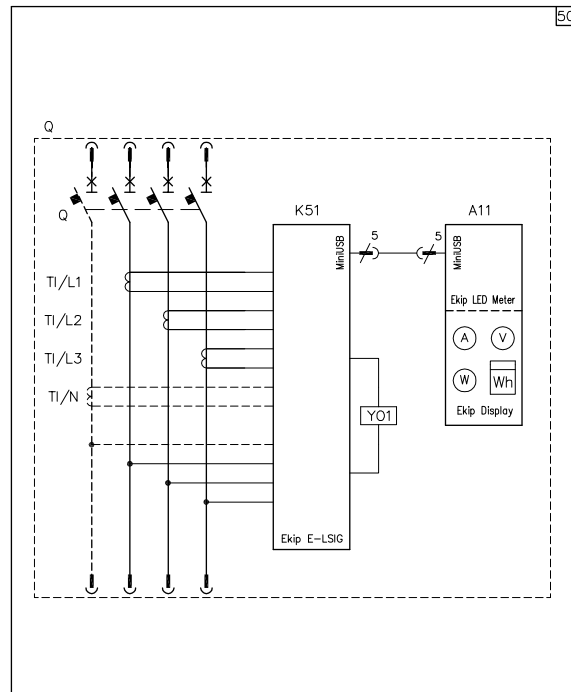 50
Q
Q
K51
A11
5
5
MiniUSB
MiniUSB
TI/L1
Ekip LED Meter
TI/L2
A
V
TI/L3
W
Wh
TI/N
YO1
Ekip Display
Ekip E-LSIG